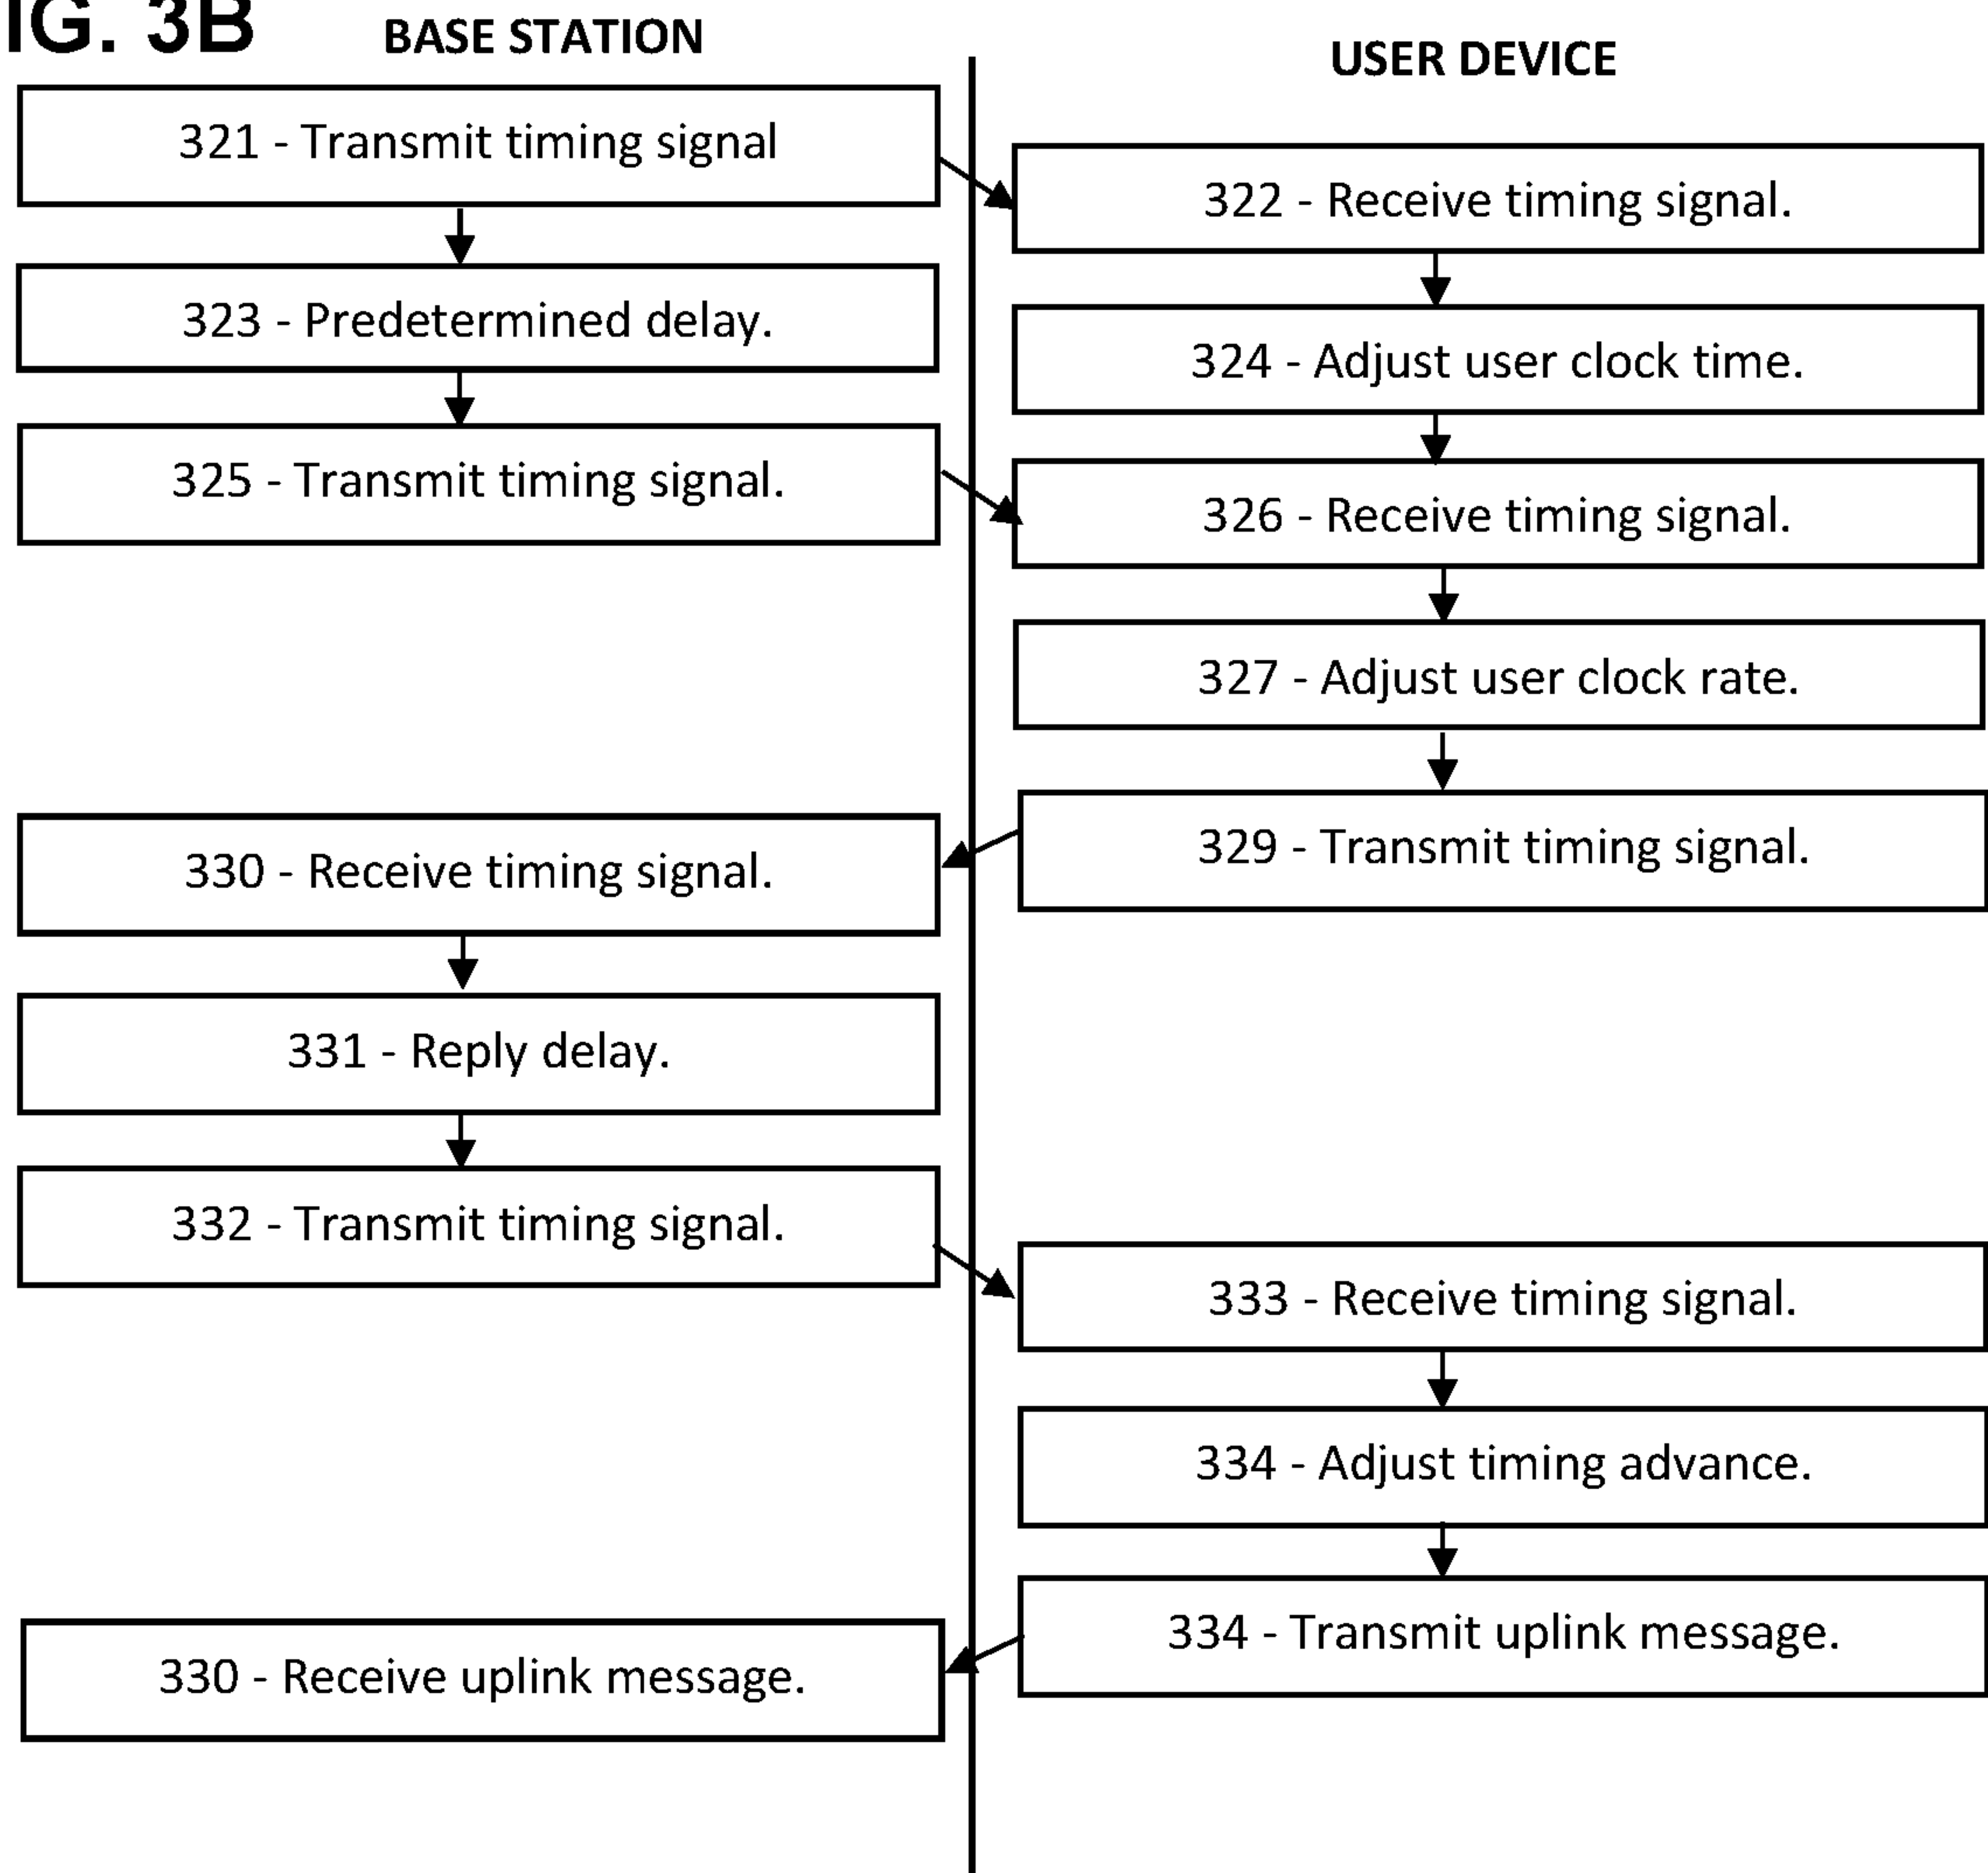 IG. 3B
BASE STATION
USER DEVICE
321 - Transmit timing signal
322 - Receive timing signal.
323 - Predetermined delay.
324 - Adjust user clock time.
325 - Transmit timing signal.
326 - Receive timing signal.
327 - Adjust user clock rate.
329 - Transmit timing signal.
330 - Receive timing signal.
331 - Reply delay.
332 - Transmit timing signal.
333 - Receive timing signal.
334 - Adjust timing advance.
334 - Transmit uplink message.
330 - Receive uplink message.